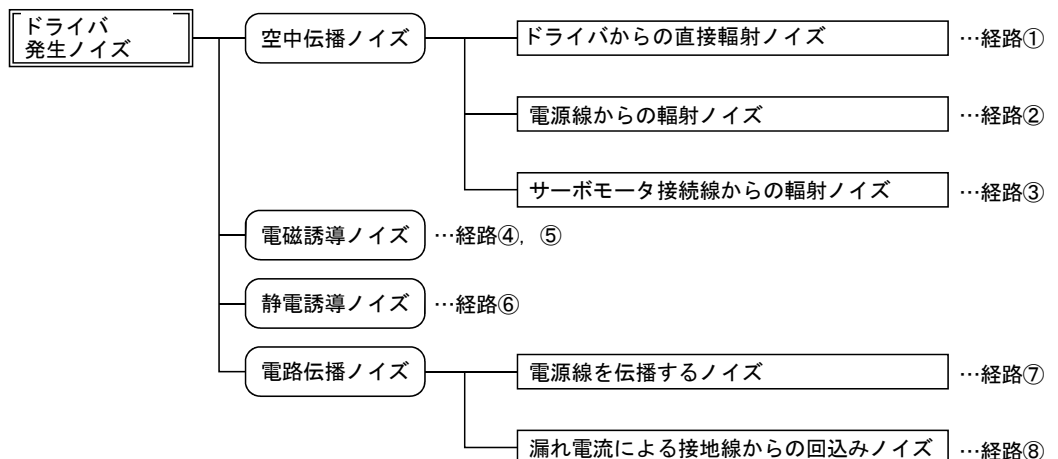 ドライバ
発生ノイズ
空中伝播ノイズ
ドライバからの直接輻射ノイズ …経路①
電源線からの輻射ノイズ …経路②
サーボモータ接続線からの輻射ノイズ …経路③
電磁誘導ノイズ …経路④，⑤
静電誘導ノイズ …経路⑥
電路伝播ノイズ
電源線を伝播するノイズ …経路⑦
漏れ電流による接地線からの回込みノイズ …経路⑧